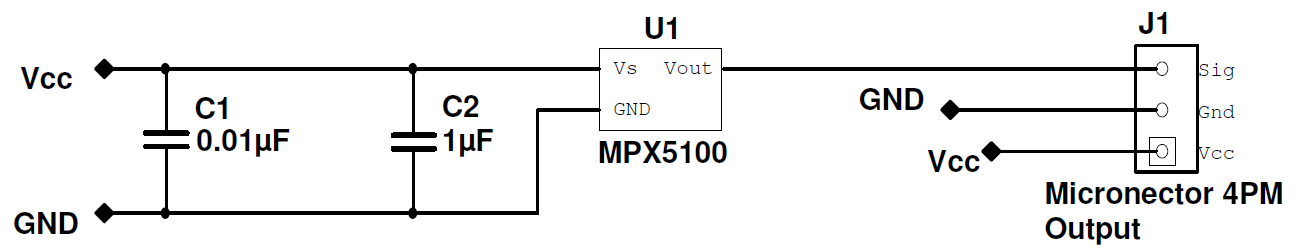 U1
J1
Vcc
Vs Vout
Sig
C1
0.01µF
C2
1µF
GND
GND
Gnd
MPX5100
Vcc
Vcc
GND
Micronector 4PM
Output